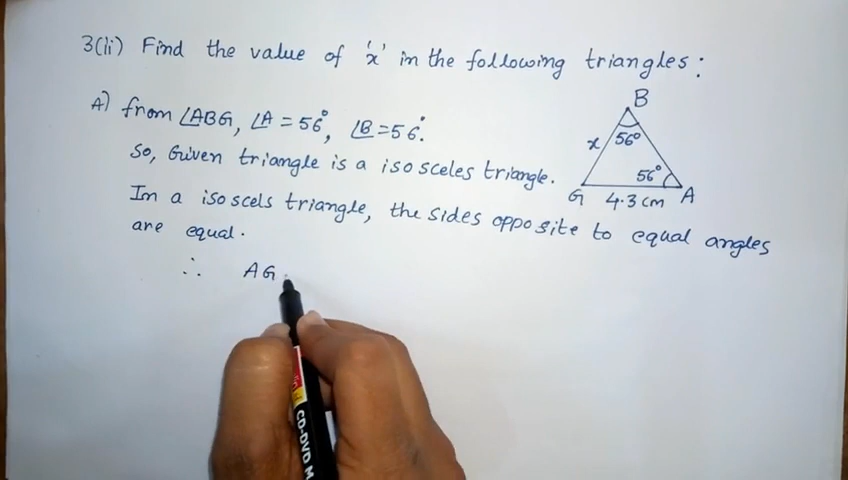 3(ii) Find the value of 'x' in the following triangles:
A) from ∠ABG, ∠A = 56°, ∠B = 56°.
So, Given triangle is a isosceles triangle.
In a isoscels triangle, the sides opposite to equal angles
are equal.
∴ AG
B
x 56°
56°
G 4.3 cm A
CD-DVD M